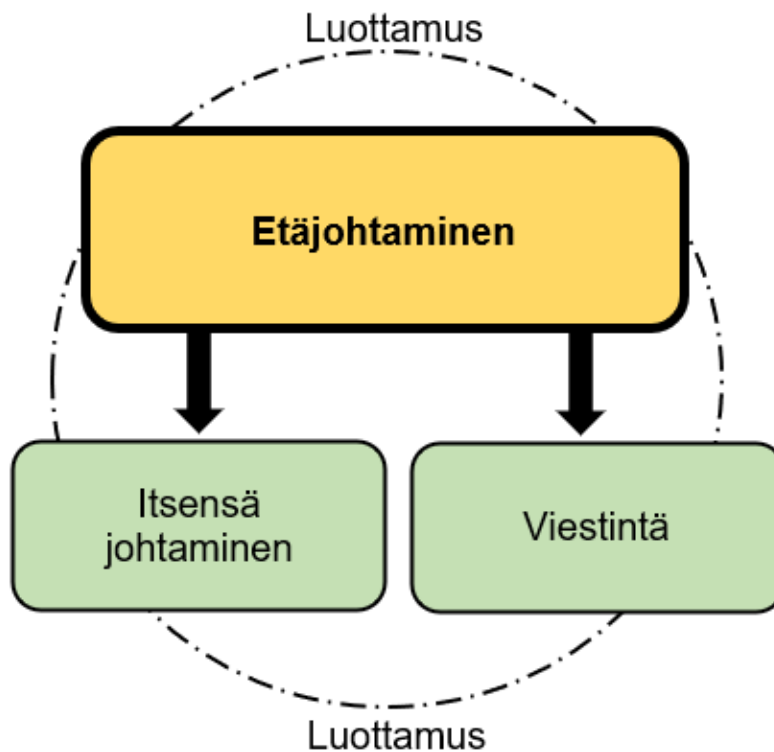 Luottamus
Etäjohtaminen
Itsensä
johtaminen
Viestintä
Luottamus